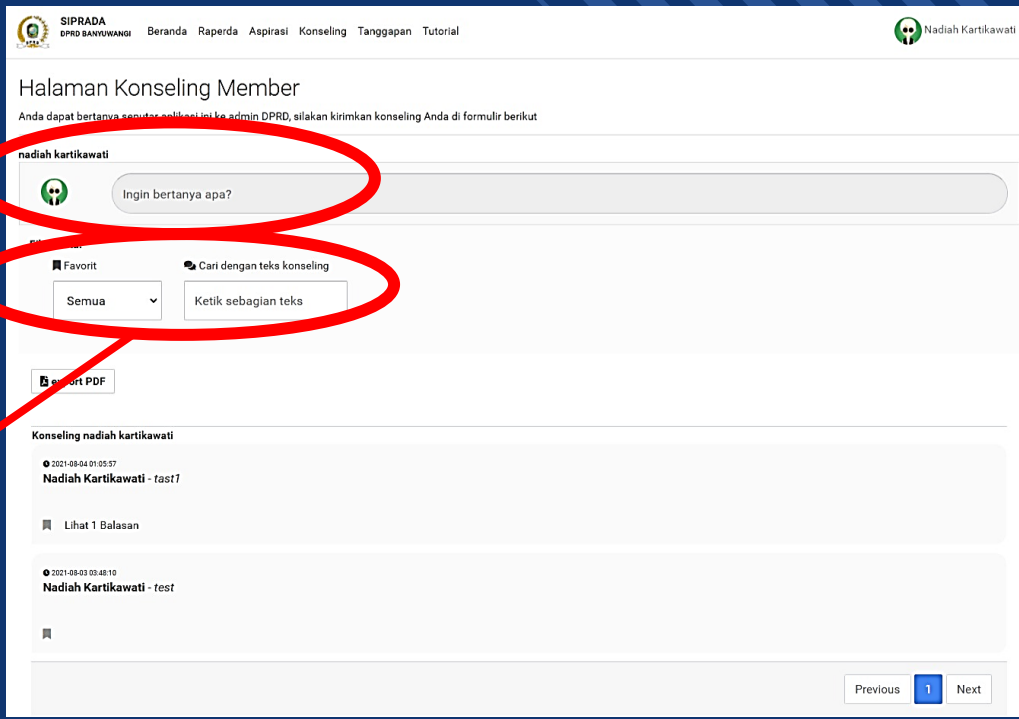 SIPRADA
DPRD BANYUWANGI
Beranda Raperda Aspirasi Konseling Tanggapan Tutorial
Nadiah Kartikawati
Halaman Konseling Member
Anda dapat bertanya seputar aplikasi ini ke admin DPRD, silakan kirimkan konseling Anda di formulir berikut
nadiah kartikawati
Ingin bertanya apa?
Favorit
Cari dengan teks konseling
Semua
Ketik sebagian teks
export PDF
Konseling nadiah kartikawati
2021-08-04 01:05:57
Nadiah Kartikawati - tast1
Lihat 1 Balasan
2021-08-03 03:48:10
Nadiah Kartikawati - test
Previous 1 Next